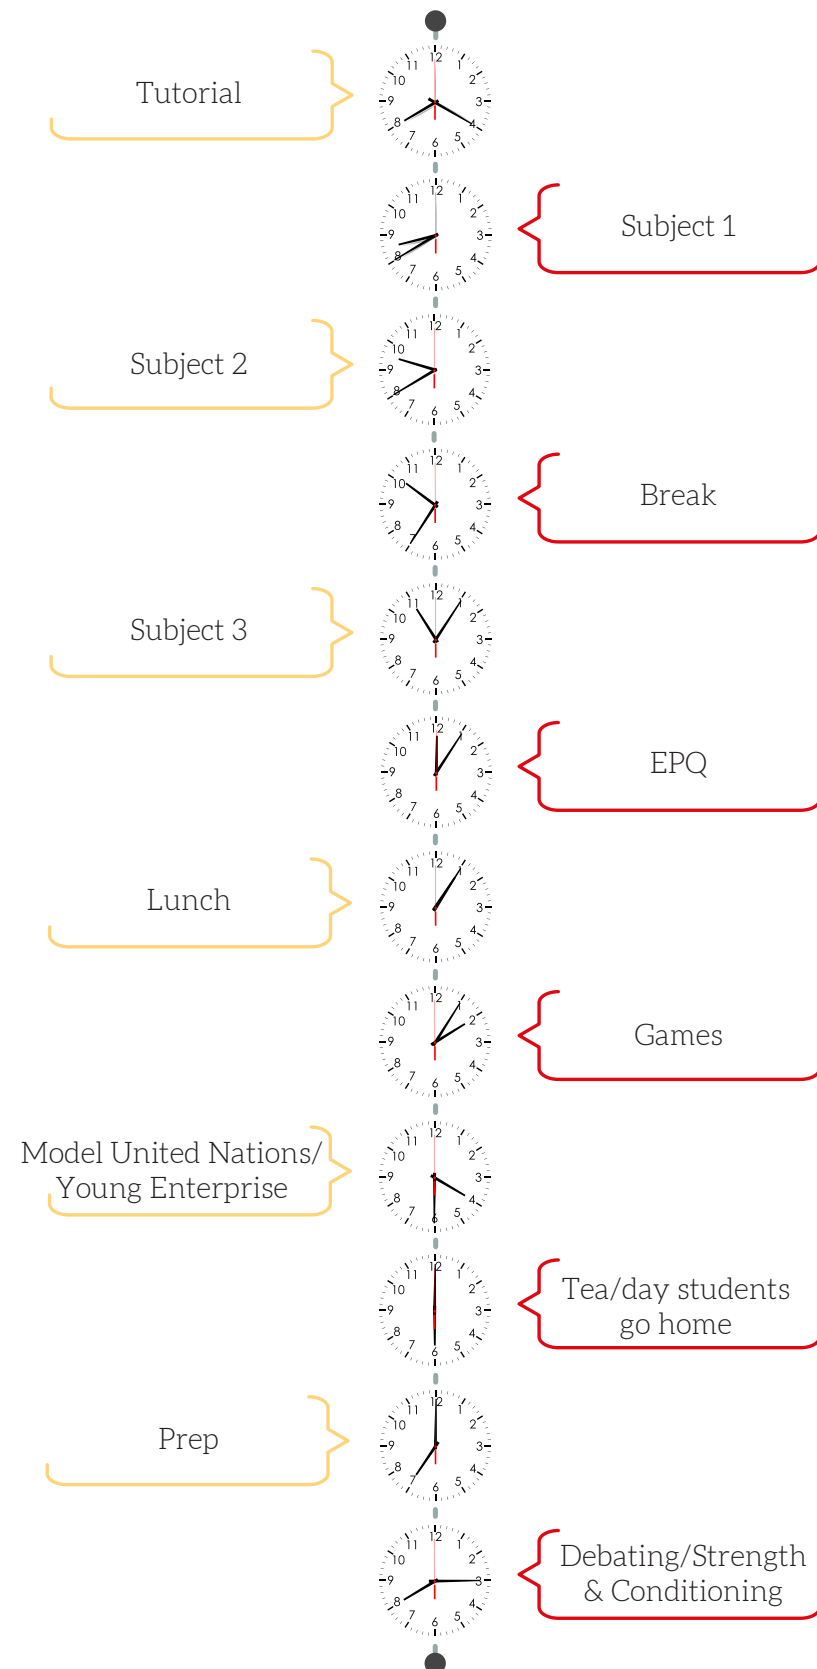 Tutorial
Subject 1
Subject 2
Break
Subject 3
EPQ
Lunch
Games
Model United Nations/
Young Enterprise
Tea/day students
go home
Prep
Debating/Strength
& Conditioning